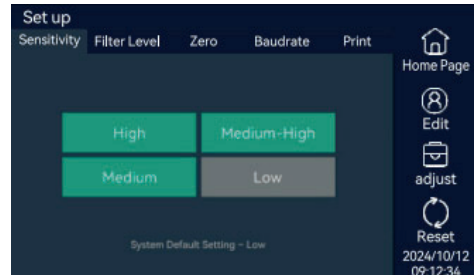 Set up
Sensitivity Filter Level Zero Baudrate Print
High Medium-High
Medium Low
System Default Setting - Low
Home Page
Edit
adjust
Reset
2024/10/12
09:12:34